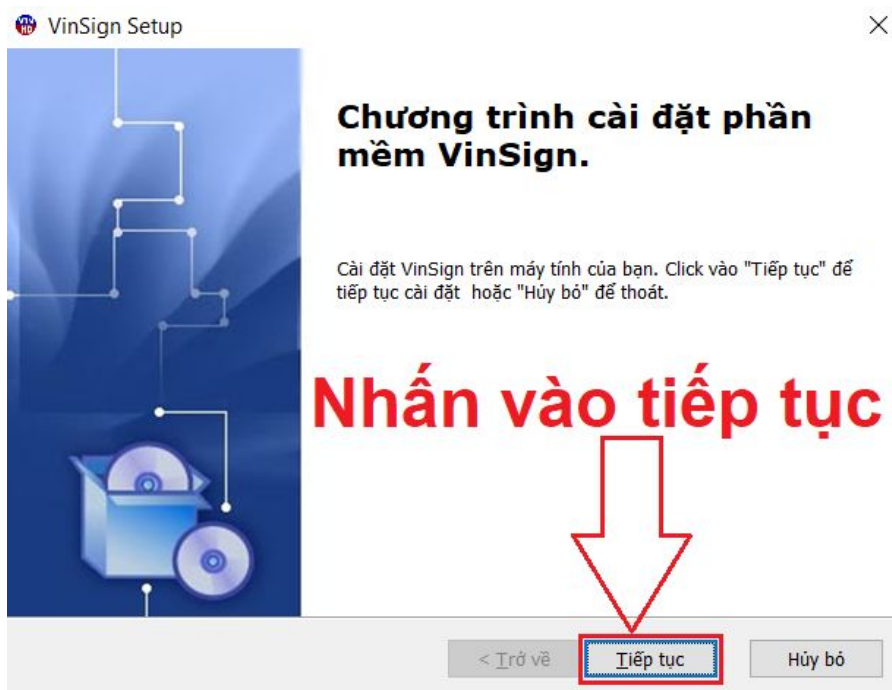 VinSign Setup
Chương trình cài đặt phần
mềm VinSign.
Cài đặt VinSign trên máy tính của bạn. Click vào "Tiếp tục" để
tiếp tục cài đặt hoặc "Hủy bỏ" để thoát.
Nhấn vào tiếp tục
< Trở về
Tiếp tục
Hủy bỏ